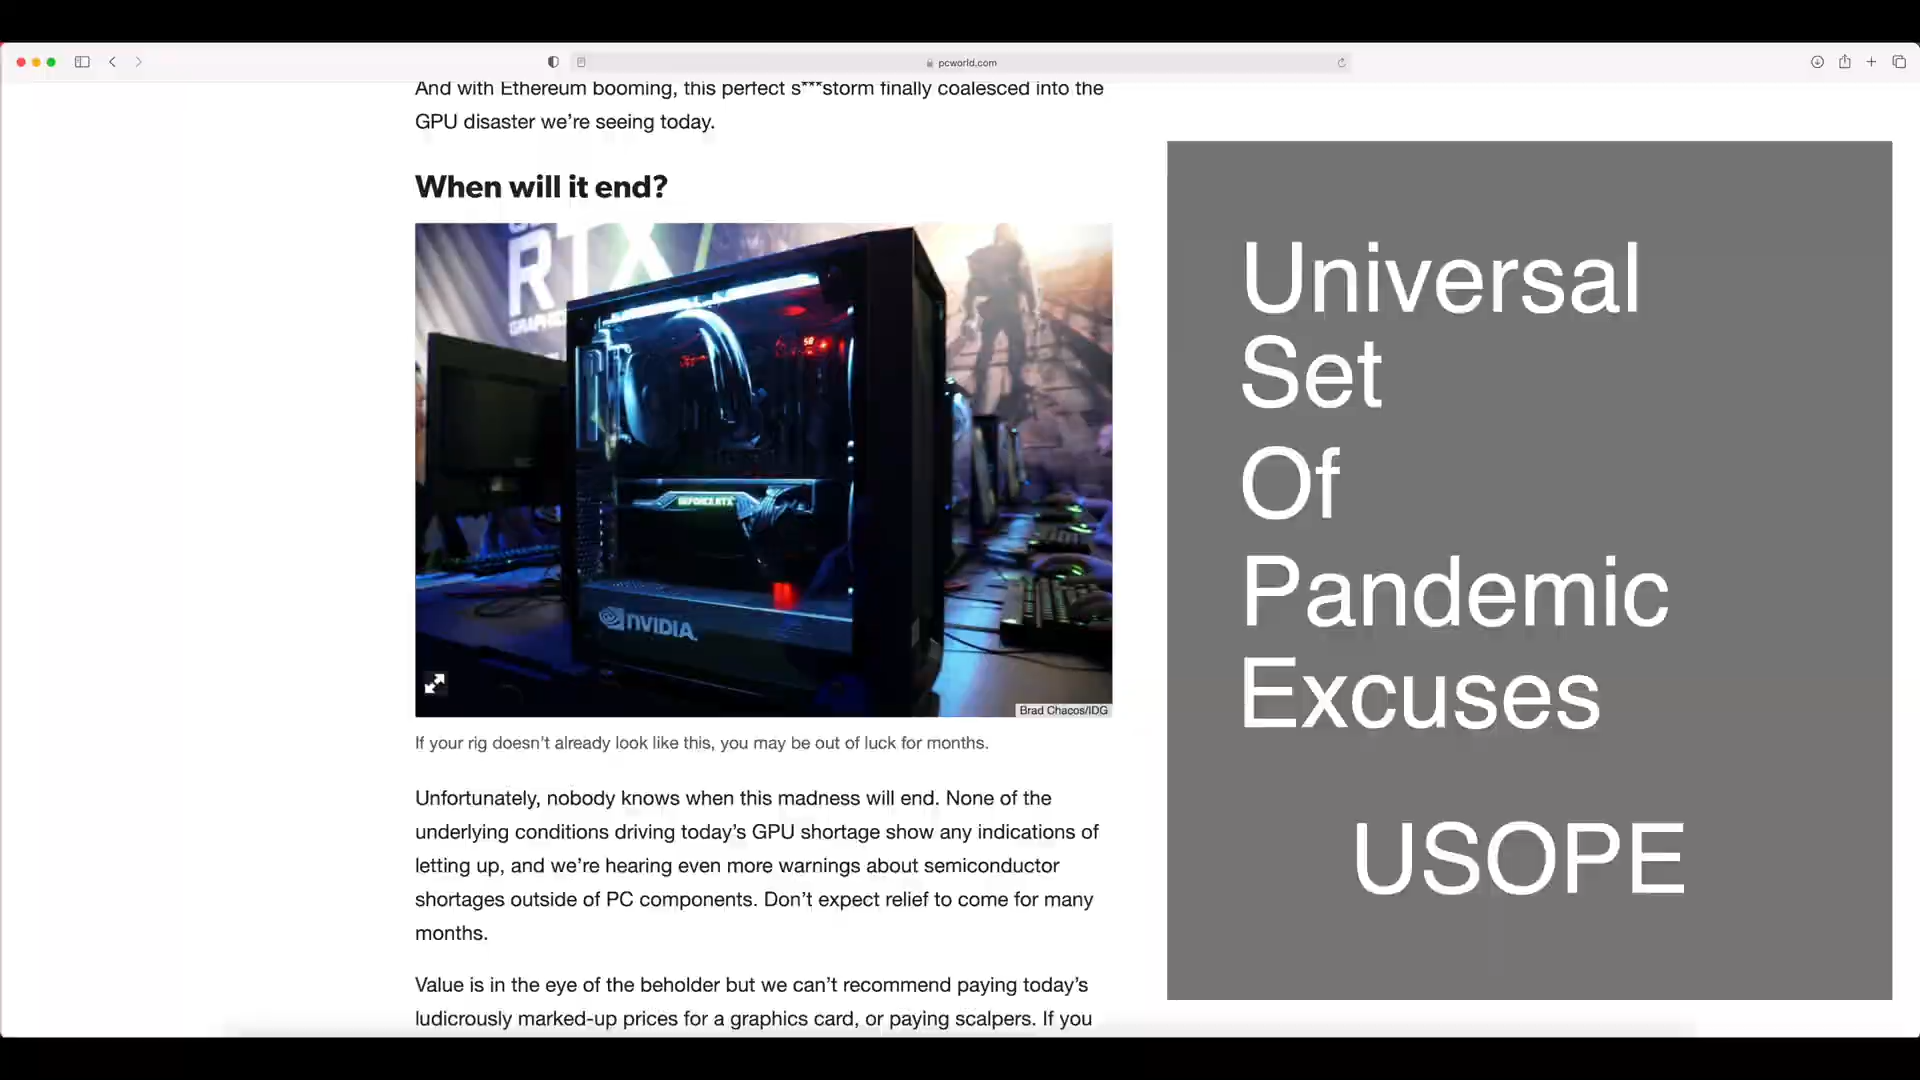 pcworld.com
And with Ethereum booming, this perfect s***storm finally coalesced into the
GPU disaster we’re seeing today.
When will it end?
RTX
GEFORCE RTX
NVIDIA
Brad Chacos/IDG
If your rig doesn't already look like this, you may be out of luck for months.
Unfortunately, nobody knows when this madness will end. None of the
underlying conditions driving today’s GPU shortage show any indications of
letting up, and we’re hearing even more warnings about semiconductor
shortages outside of PC components. Don’t expect relief to come for many
months.
Value is in the eye of the beholder but we can’t recommend paying today’s
ludicrously marked-up prices for a graphics card, or paying scalpers. If you
Universal
Set
Of
Pandemic
Excuses
USOPE